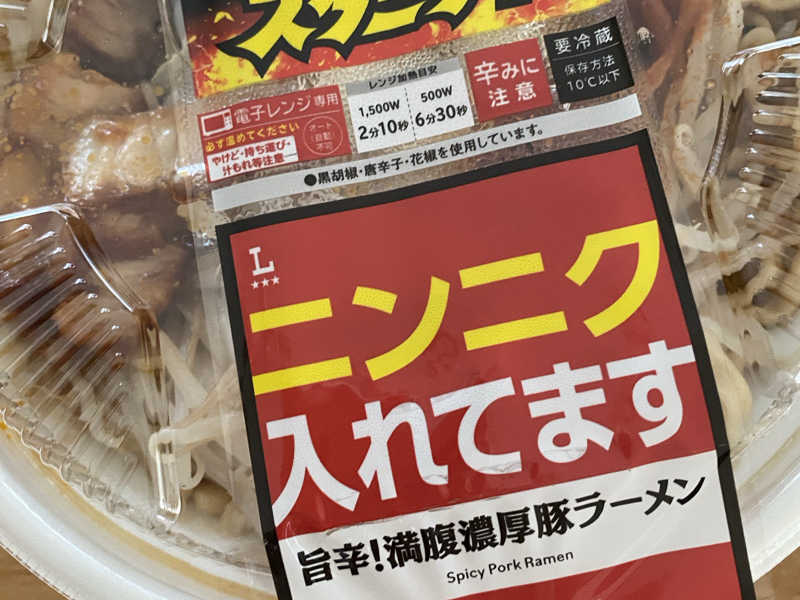 電子レンジ専用
必ず温めてください
やけど・持ち運び・
汁もれ等注意
オート
(自動)
不可
レンジ加熱目安
1,500W 500W
2分10秒 6分30秒
辛みに
注意
要冷蔵
保存方法
10℃以下
●黒胡椒・唐辛子・花椒を使用しています。
L
ニンニク
入れてます
旨辛!満腹濃厚豚ラーメン
Spicy Pork Ramen